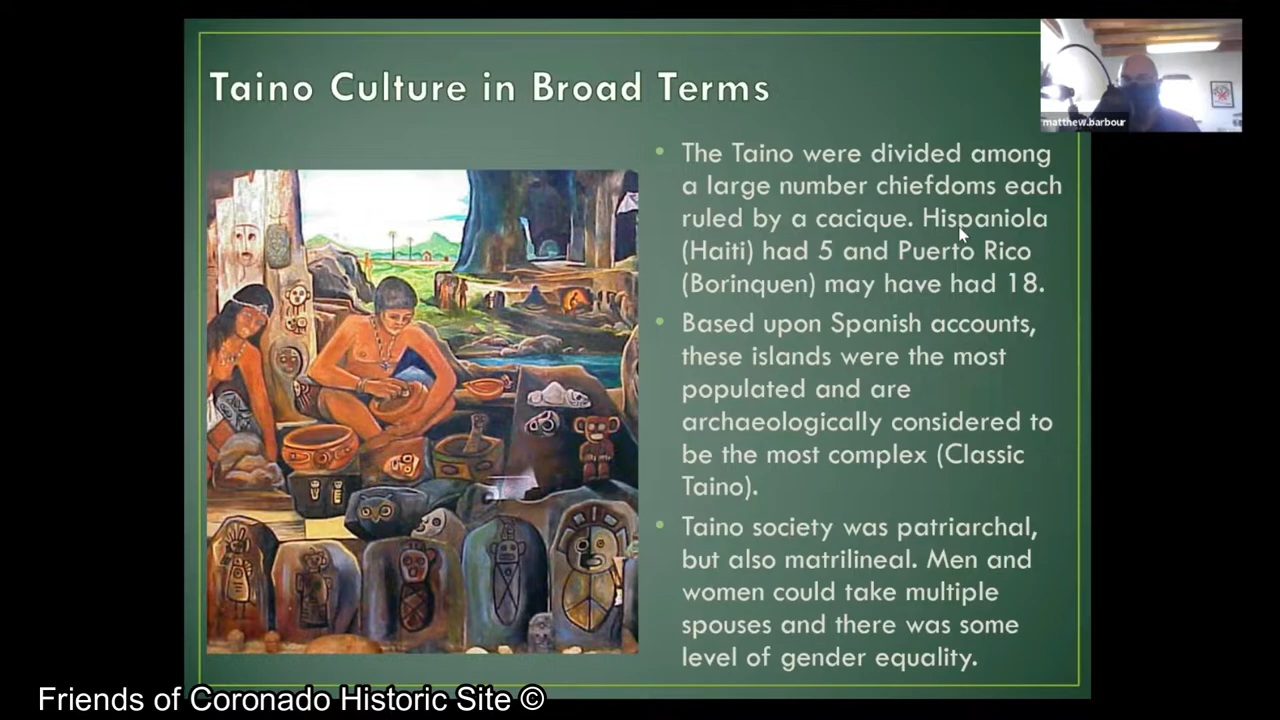 Taino Culture in Broad Terms
matthew.barbour
• The Taino were divided among
a large number chiefdoms each
ruled by a cacique. Hispaniola
(Haiti) had 5 and Puerto Rico
(Borinquen) may have had 18.
• Based upon Spanish accounts,
these islands were the most
populated and are
archaeologically considered to
be the most complex (Classic
Taino).
• Taino society was patriarchal,
but also matrilineal. Men and
women could take multiple
spouses and there was some
level of gender equality.
Friends of Coronado Historic Site ©